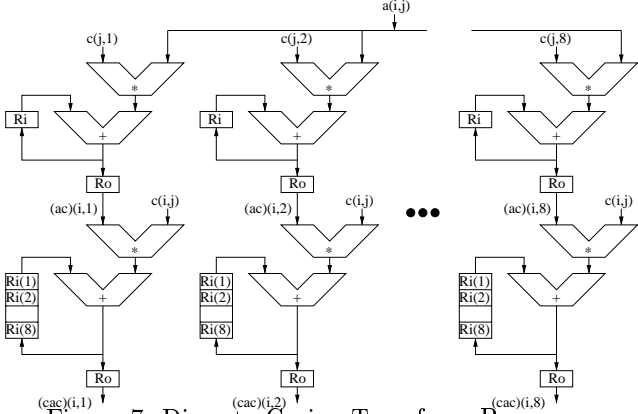 a(i,j)
c(j,1) c(j,2) c(j,8)
* * *
Ri Ri Ri
+ + +
Ro Ro Ro
(ac)(i,1) c(i,j) (ac)(i,2) c(i,j) (ac)(i,8) c(i,j)
* * *
Ri(1) Ri(1) Ri(1)
Ri(2) + Ri(2) + Ri(2) +
Ri(8) Ri(8) Ri(8)
Ro Ro Ro
(cac)(i,1) (cac)(i,2) (cac)(i,8)